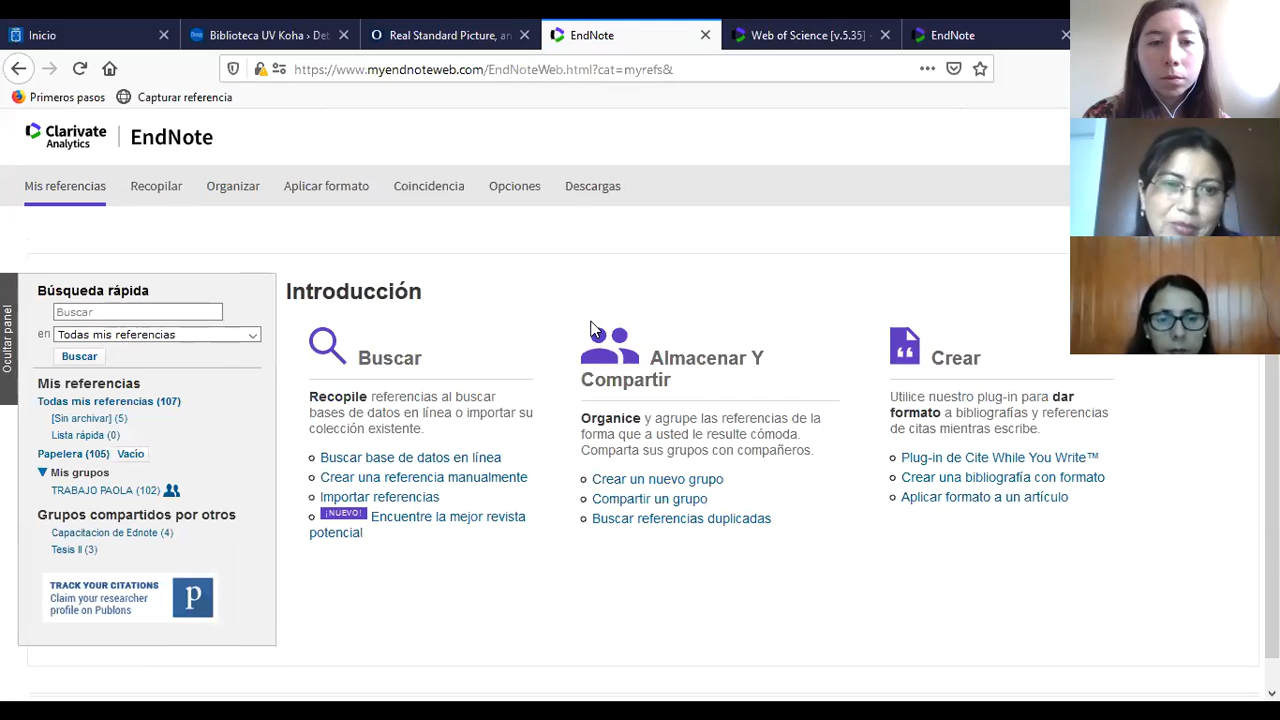 Inicio
Biblioteca UV Koha › Det
Real Standard Picture, an
EndNote
Web of Science [v.5.35] -
EndNote
https://www.myendnoteweb.com/EndNoteWeb.html?cat=myrefs&
Primeros pasos
Capturar referencia
Clarivate Analytics
EndNote
Mis referencias
Recopilar
Organizar
Aplicar formato
Coincidencia
Opciones
Descargas
Ocultar panel
Búsqueda rápida
Buscar
en Todas mis referencias
Buscar
Mis referencias
Todas mis referencias (107)
[Sin archivar] (5)
Lista rápida (0)
Papelera (105) Vacío
Mis grupos
TRABAJO PAOLA (102)
Grupos compartidos por otros
Capacitacion de Ednote (4)
Tesis II (3)
TRACK YOUR CITATIONS
Claim your researcher
profile on Publons
p
Introducción
Buscar
Recopile referencias al buscar
bases de datos en línea o importar su
colección existente.
Buscar base de datos en línea
Crear una referencia manualmente
Importar referencias
¡NUEVO! Encuentre la mejor revista
potencial
Almacenar Y
Compartir
Organice y agrupe las referencias de la
forma que a usted le resulte cómoda.
Comparta sus grupos con compañeros.
Crear un nuevo grupo
Compartir un grupo
Buscar referencias duplicadas
Crear
Utilice nuestro plug-in para dar
formato a bibliografías y referencias
de citas mientras escribe.
Plug-in de Cite While You Write™
Crear una bibliografía con formato
Aplicar formato a un artículo